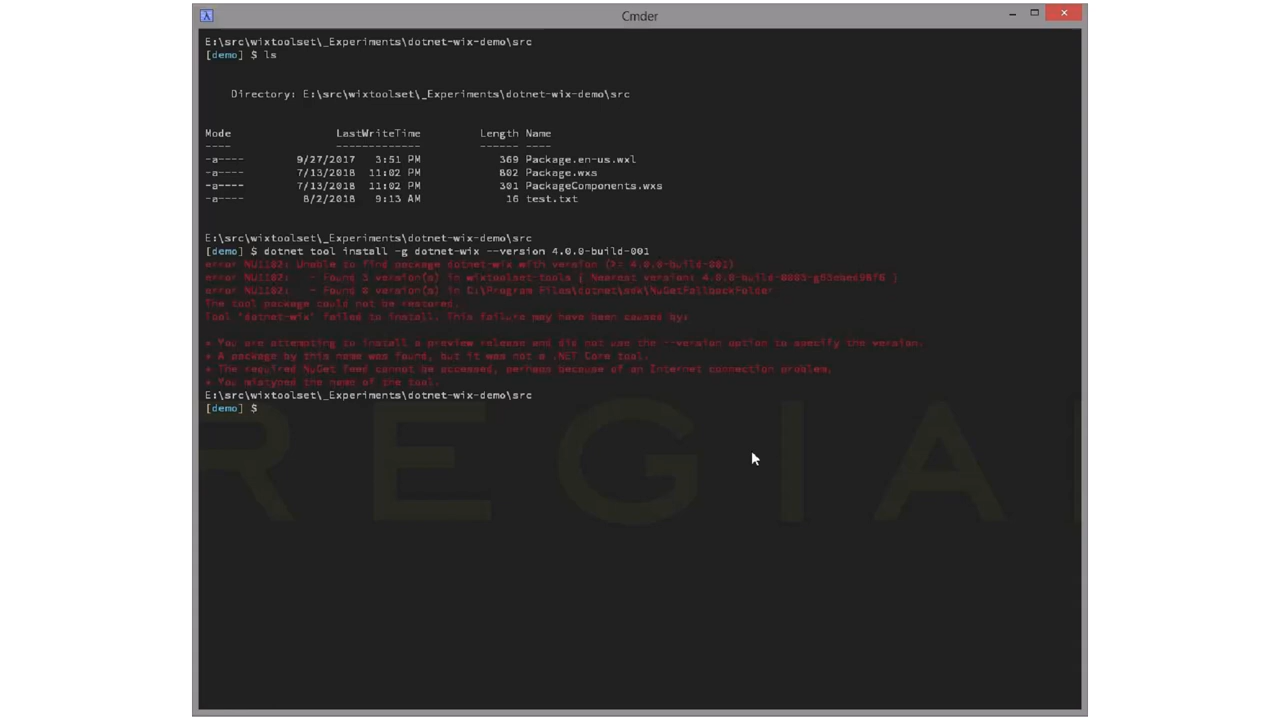 Cmder
E:\src\wixtoolset\_Experiments\dotnet-wix-demo\src
[demo] $ ls
Directory: E:\src\wixtoolset\_Experiments\dotnet-wix-demo\src
Mode LastWriteTime Length Name
---- ------------- ------ ----
-a---- 9/27/2017 3:51 PM 369 Package.en-us.wxl
-a---- 7/13/2018 11:02 PM 802 Package.wxs
-a---- 7/13/2018 11:02 PM 301 PackageComponents.wxs
-a---- 8/2/2018 9:13 AM 16 test.txt
E:\src\wixtoolset\_Experiments\dotnet-wix-demo\src
[demo] $ dotnet tool install -g dotnet-wix --version 4.0.0-build-001
error NU1102: Unable to find package dotnet-wix with version (>= 4.0.0-build-001)
error NU1102: - Found 3 version(s) in wixtoolset-tools [ Nearest version:
error NU1102: - Found 0 version(s) in C:\Program Files\dotnet\sdk\NuGetFallbackFolder
The tool package could not be restored.
Tool 'dotnet-wix' failed to install. This failure may have been caused by:
* You are attempting to install a preview release and did not use the --version option to specify the version.
* A package by this name was found, but it was not a .NET Core tool.
* The required NuGet feed cannot be accessed, perhaps because of an Internet connection problem.
* You mistyped the name of the tool.
E:\src\wixtoolset\_Experiments\dotnet-wix-demo\src
[demo] $
REGIA